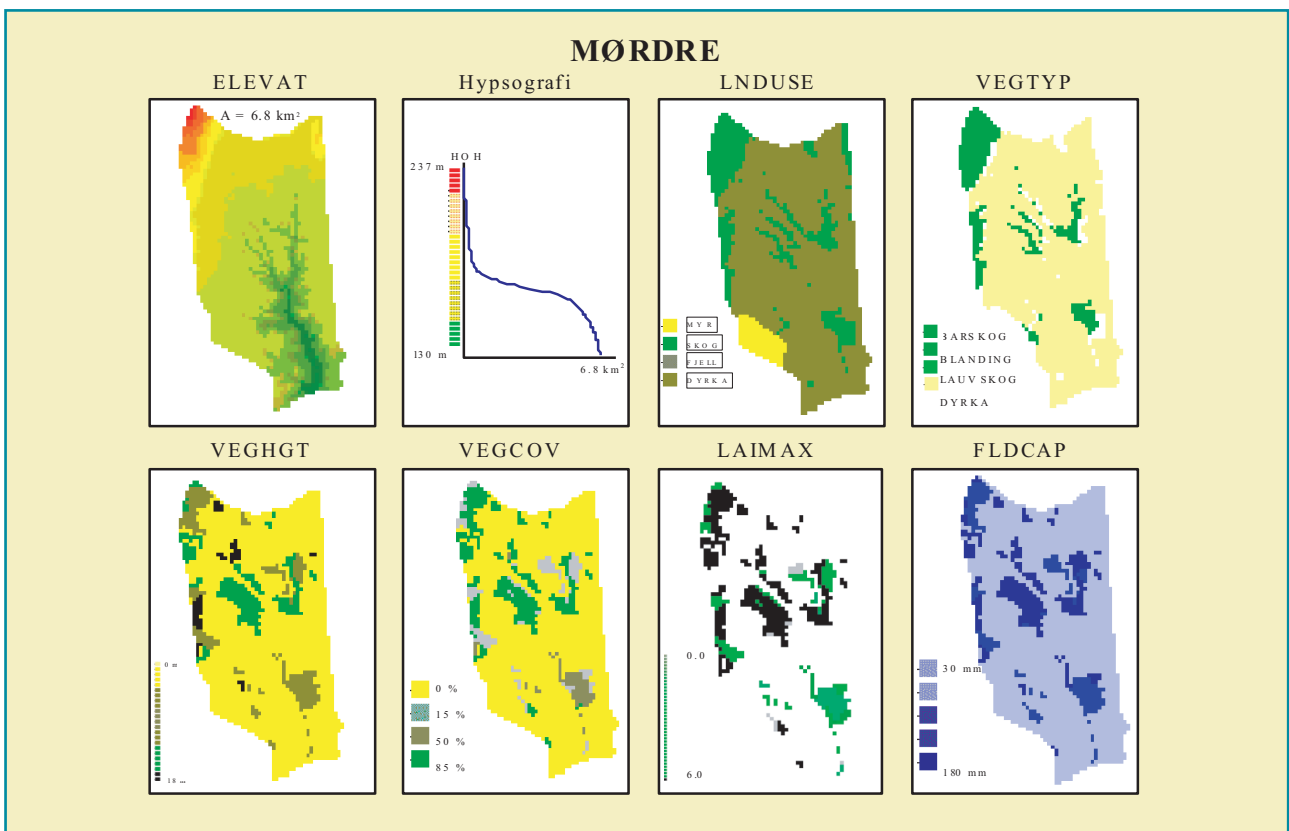 MØRDRE
ELEVAT
Hypsografi
LNDUSE
VEGTYP
A = 6.8 km²
HOH
237 m
130 m
6.8 km²
MYR
SKOG
FJELL
DYRKA
BARSKOG
BLANDING
LAUVSKOG
DYRKA
VEGHGT
VEGCOV
LAIMAX
FLDCAP
0 m
18
0 %
15 %
50 %
85 %
0.0
6.0
30 mm
180 mm